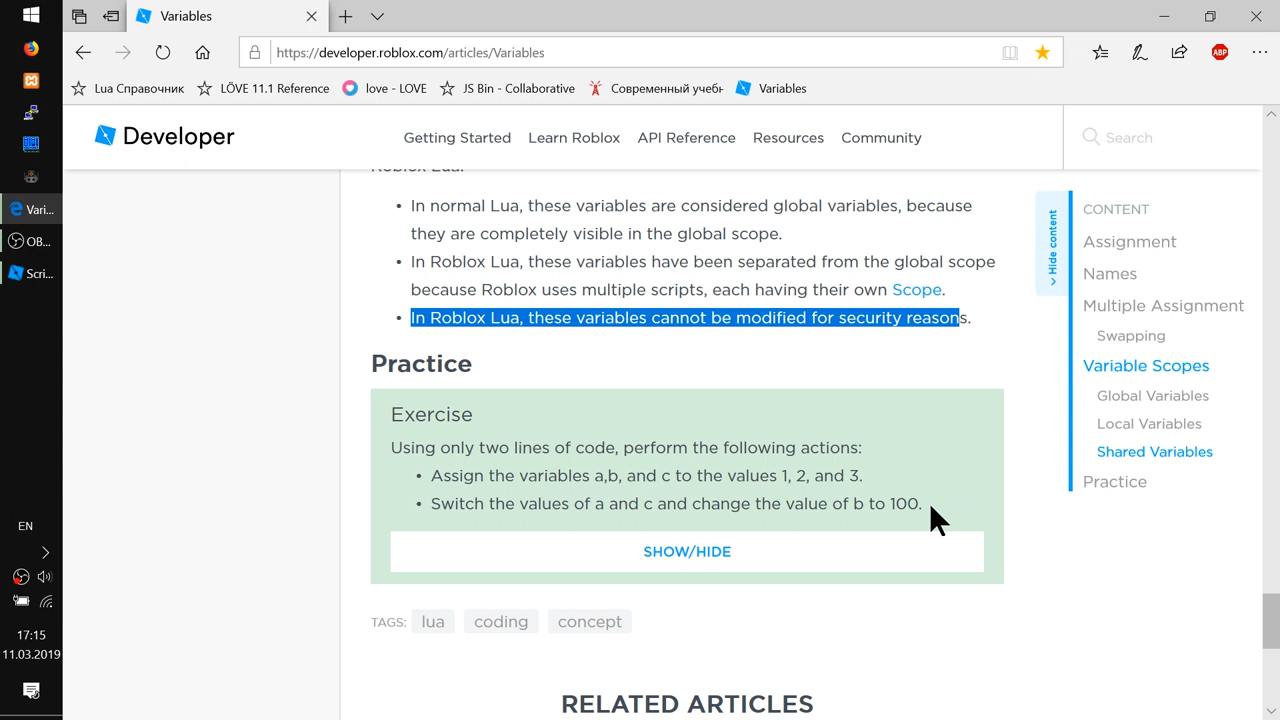 Variables
https://developer.roblox.com/articles/Variables
ABP
Lua Справочник
LÖVE 11.1 Reference
love - LOVE
JS Bin - Collaborative
Современный учебн
Variables
Developer
Getting Started
Learn Roblox
API Reference
Resources
Community
Search
Roblox Lua.
• In normal Lua, these variables are considered global variables, because
they are completely visible in the global scope.
• In Roblox Lua, these variables have been separated from the global scope
because Roblox uses multiple scripts, each having their own Scope.
• In Roblox Lua, these variables cannot be modified for security reasons.
Practice
Exercise
Using only two lines of code, perform the following actions:
• Assign the variables a,b, and c to the values 1, 2, and 3.
• Switch the values of a and c and change the value of b to 100.
SHOW/HIDE
TAGS:
lua
coding
concept
RELATED ARTICLES
Hide content
CONTENT
Assignment
Names
Multiple Assignment
Swapping
Variable Scopes
Global Variables
Local Variables
Shared Variables
Practice
Vari...
OB...
Scri...
EN
17:15
11.03.2019